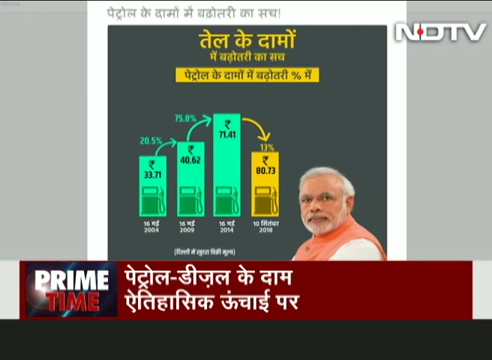 पेट्रोल के दामों में बढोतरी का सच!
NDTV
तेल के दामों
में बढ़ोतरी का सच
पेट्रोल के दामों में बढ़ोतरी % में
20.5%
75.8%
13%
₹
33.71
₹
40.62
₹
71.41
₹
80.73
16 मई
2004
16 मई
2009
16 मई
2014
10 सितंबर
2018
(दिल्ली में खुदरा बिक्री मूल्य)
PRIME
TIME
पेट्रोल-डीज़ल के दाम
ऐतिहासिक ऊंचाई पर